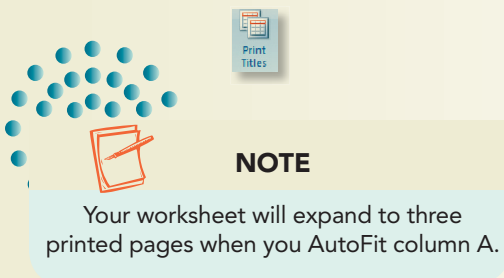 Print
Titles
NOTE
Your worksheet will expand to three
printed pages when you AutoFit column A.